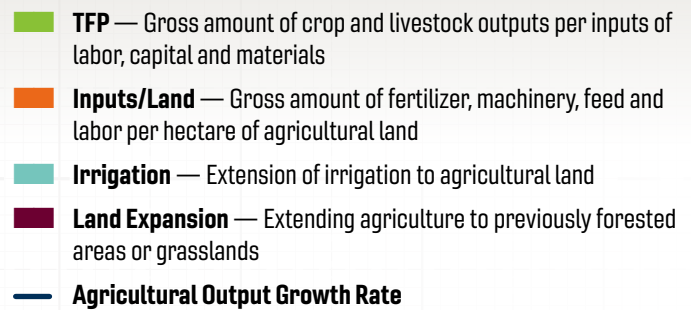 TFP — Gross amount of crop and livestock outputs per inputs of
labor, capital and materials
Inputs/Land — Gross amount of fertilizer, machinery, feed and
labor per hectare of agricultural land
Irrigation — Extension of irrigation to agricultural land
Land Expansion — Extending agriculture to previously forested
areas or grasslands
Agricultural Output Growth Rate